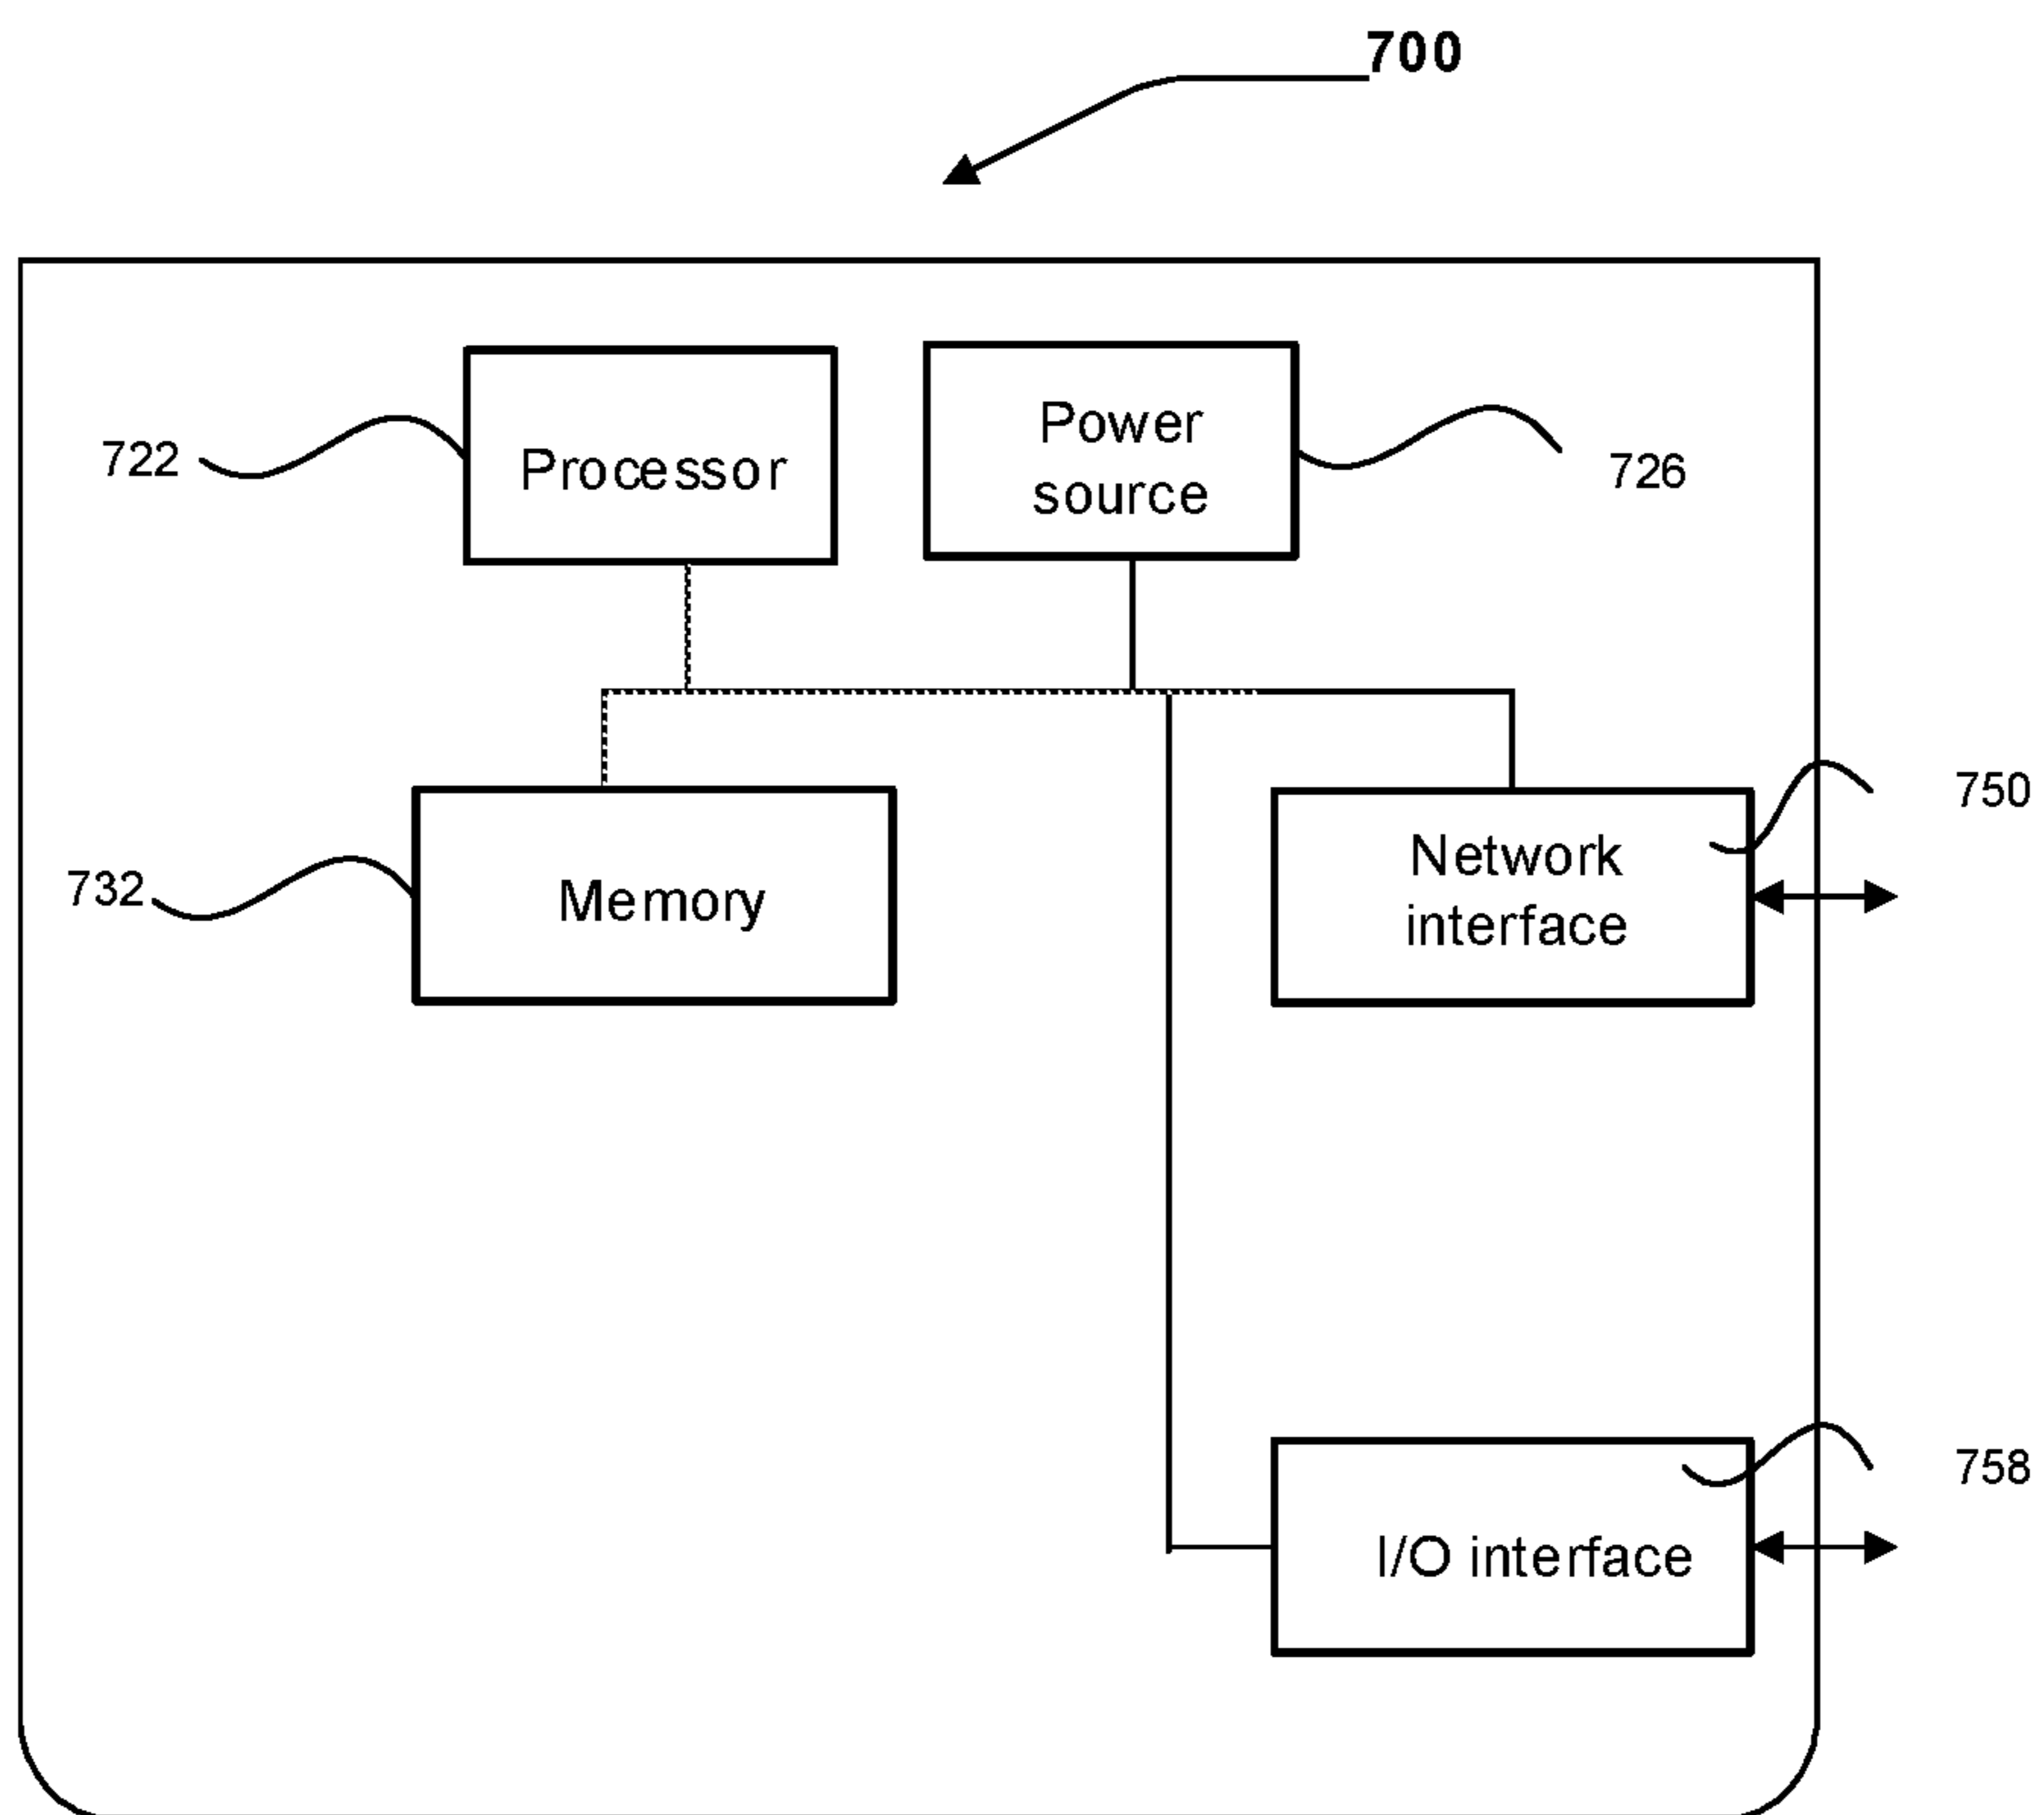 700
722
Processor
Power
source
726
732
Memory
Network
interface
750
758
I/O interface